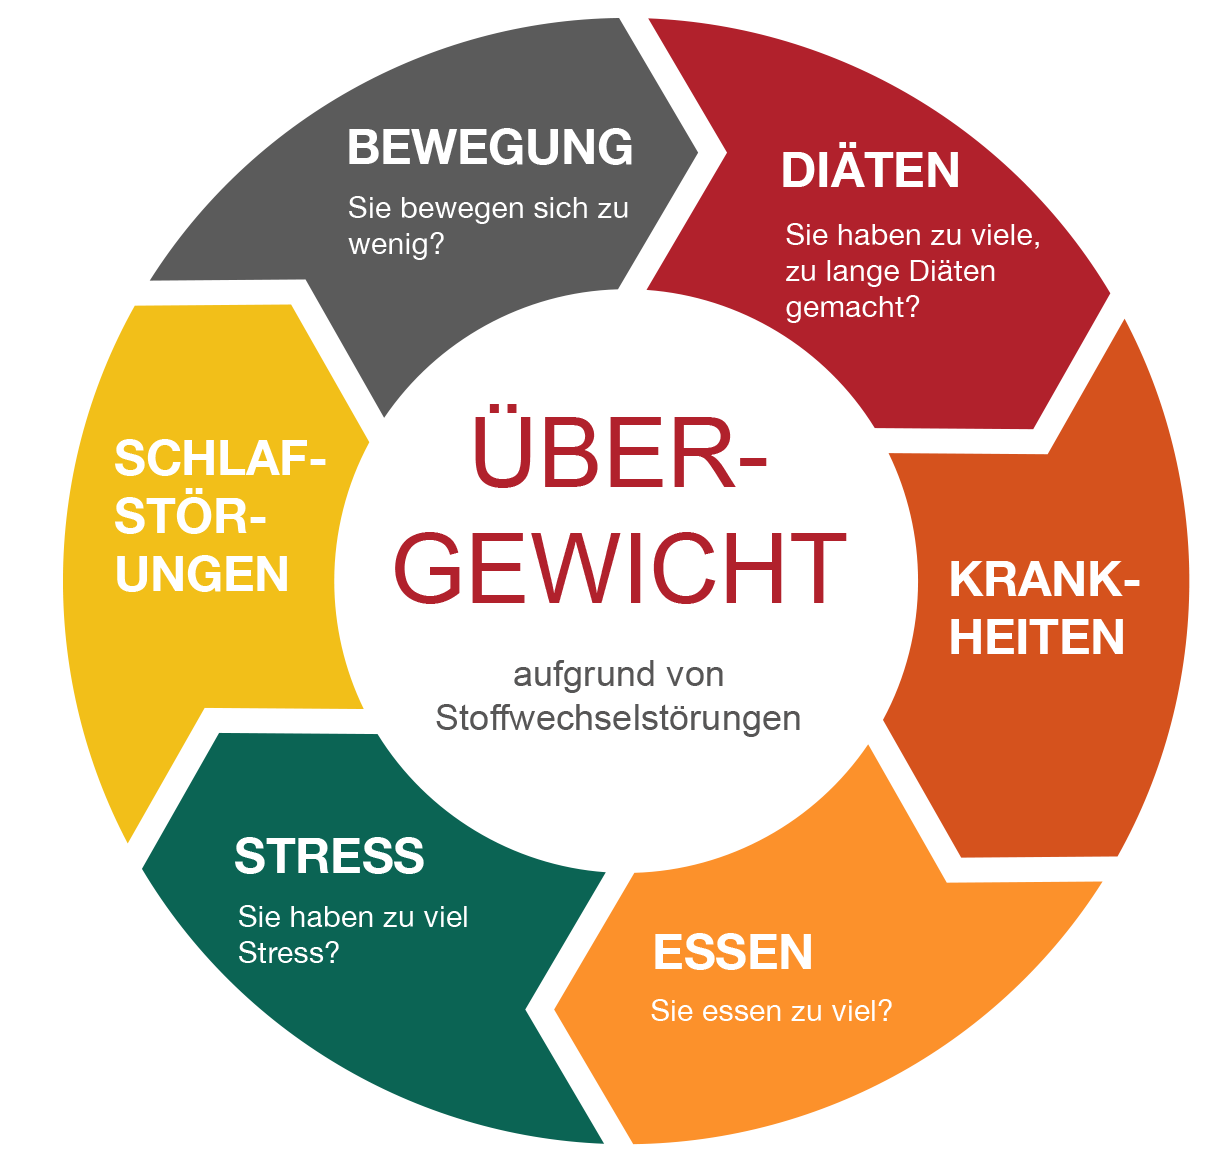 BEWEGUNG
Sie bewegen sich zu
wenig?
DIÄTEN
Sie haben zu viele,
zu lange Diäten
gemacht?
SCHLAF-
STÖR-
UNGEN
ÜBER-
GEWICHT
aufgrund von
Stoffwechselstörungen
KRANK-
HEITEN
STRESS
Sie haben zu viel
Stress?
ESSEN
Sie essen zu viel?